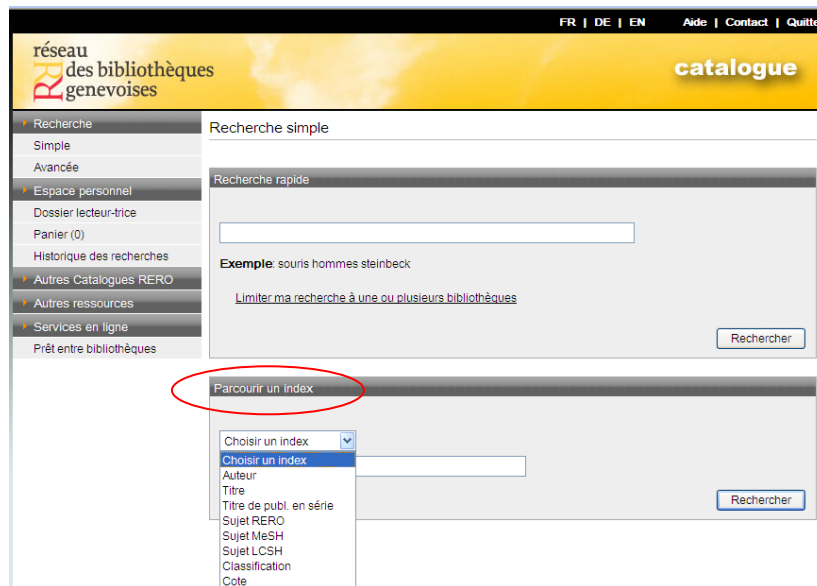 FR | DE | EN Aide | Contact | Quitte
réseau
des bibliothèques
genevoises
catalogue
Recherche
Simple
Avancée
Espace personnel
Dossier lecteur-trice
Panier (0)
Historique des recherches
Autres Catalogues RERO
Autres ressources
Services en ligne
Prêt entre bibliothèques
Recherche simple
Recherche rapide
Exemple: souris hommes steinbeck
Limiter ma recherche à une ou plusieurs bibliothèques
Rechercher
Parcourir un index
Choisir un index
Choisir un index
Auteur
Titre
Titre de publ. en série
Sujet RERO
Sujet MeSH
Sujet LCSH
Classification
Cote
Rechercher